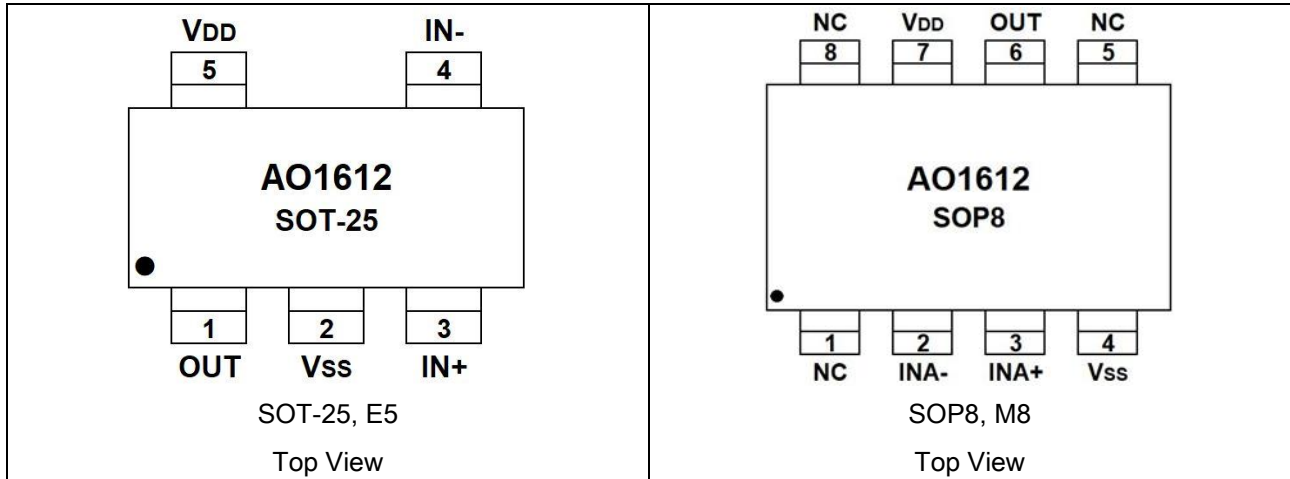 VDD IN-
5 4
AO1612
SOT-25
1 2 3
OUT Vss IN+
SOT-25, E5
Top View
NC VDD OUT NC
8 7 6 5
AO1612
SOP8
1 2 3 4
NC INA- INA+ Vss
SOP8, M8
Top View